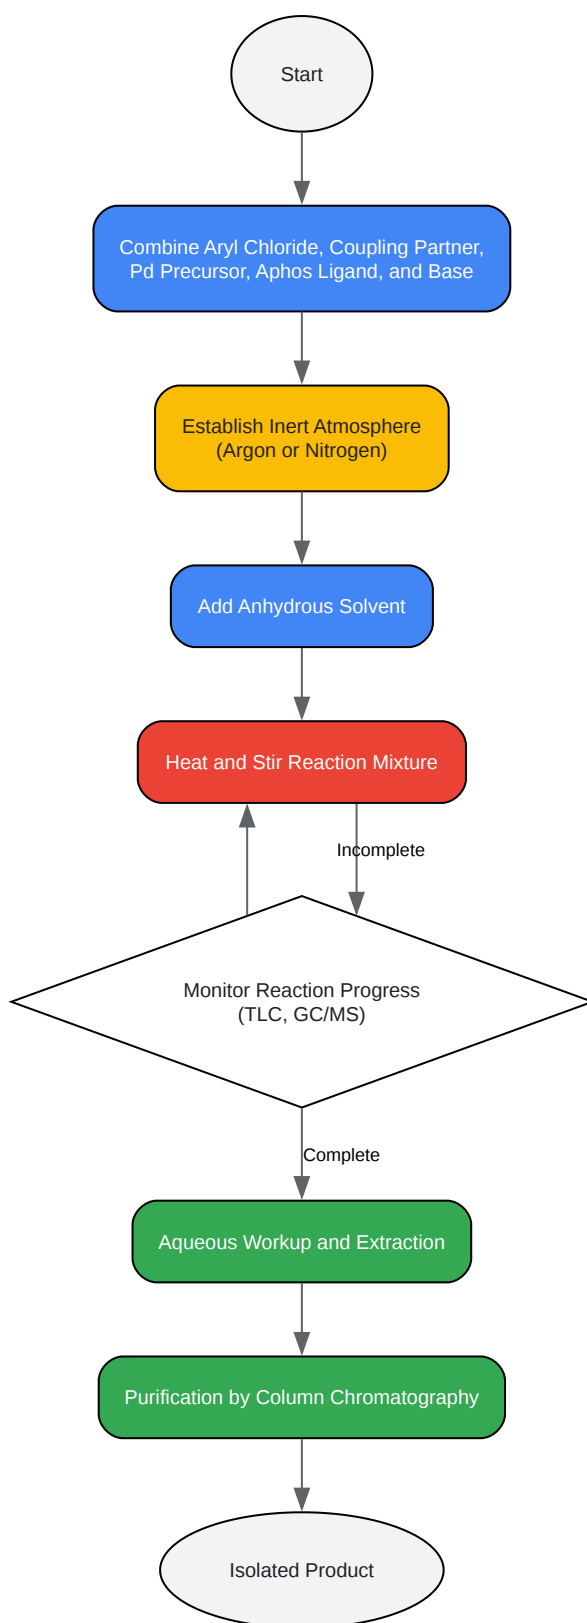 Start
Combine Aryl Chloride, Coupling Partner,
Pd Precursor, Aphos Ligand, and Base
Establish Inert Atmosphere
(Argon or Nitrogen)
Add Anhydrous Solvent
Heat and Stir Reaction Mixture
Incomplete
Monitor Reaction Progress
(TLC, GC/MS)
Complete
Aqueous Workup and Extraction
Purification by Column Chromatography
Isolated Product